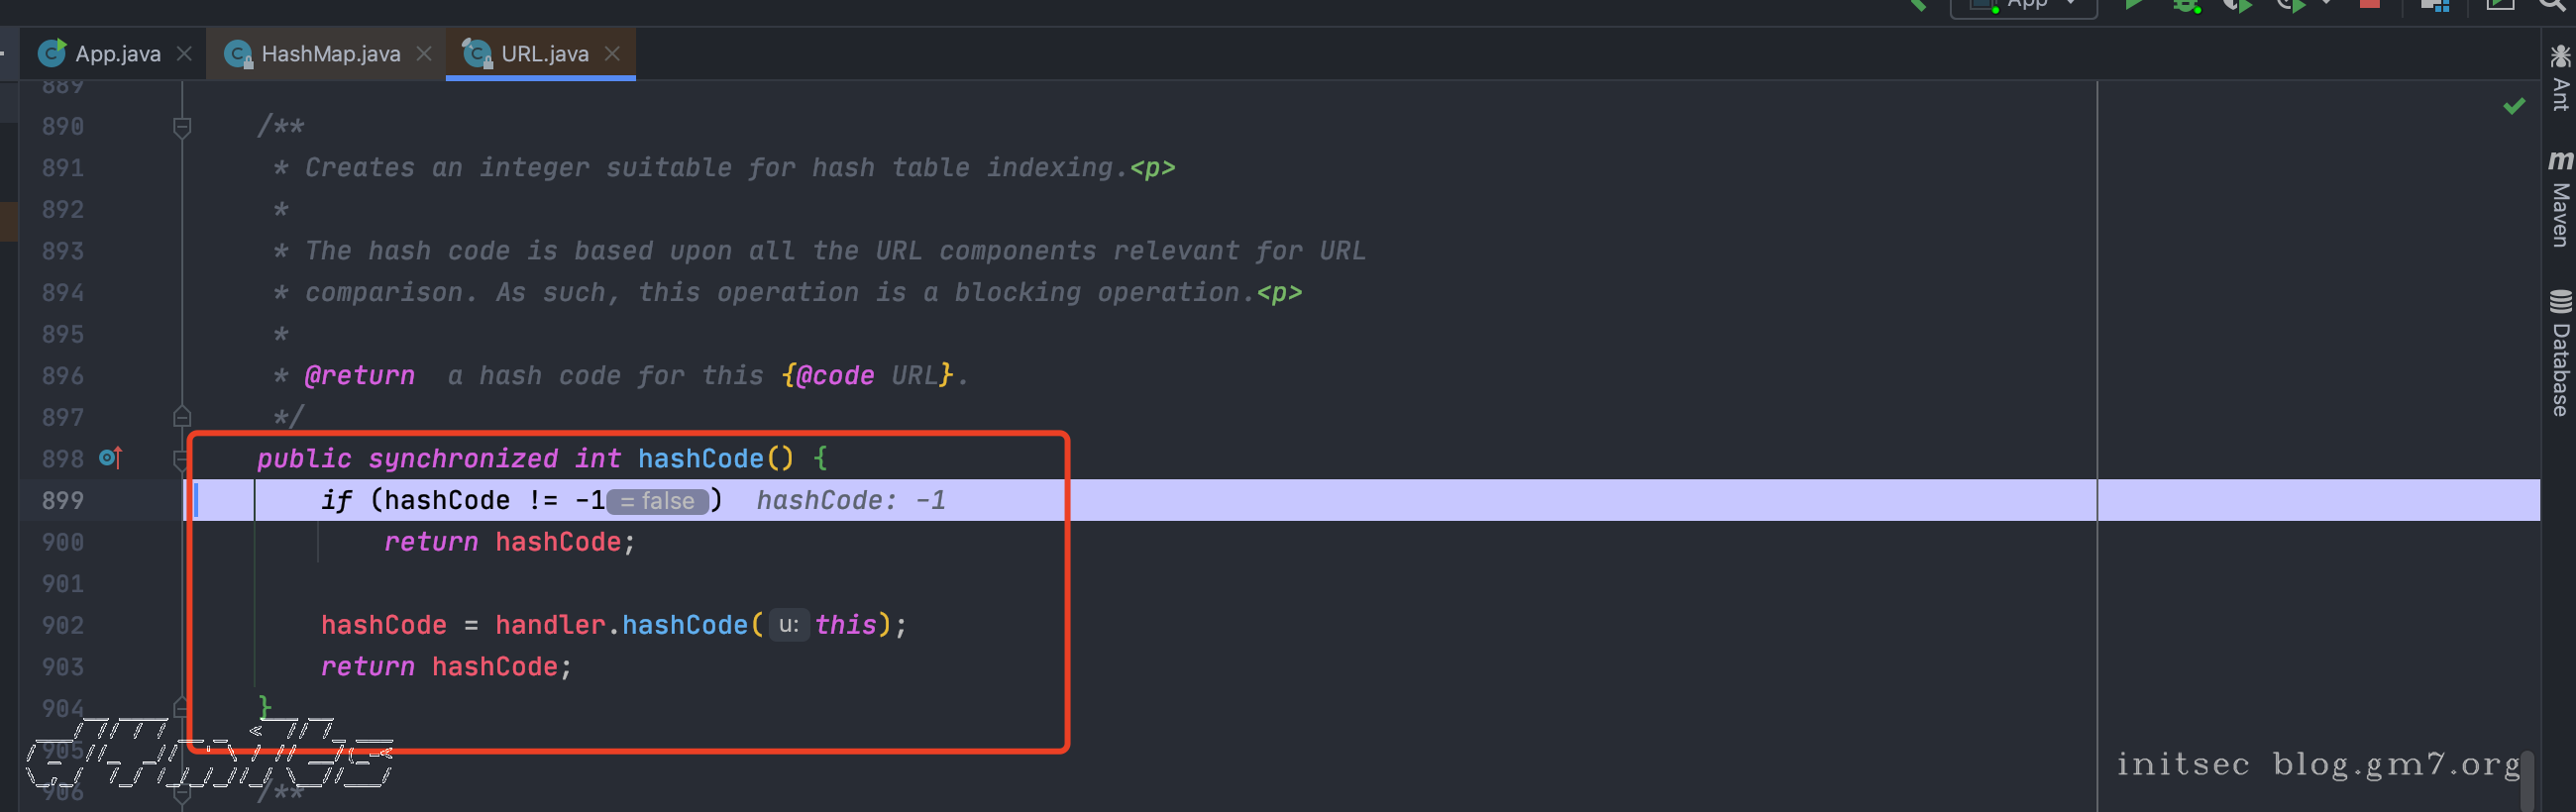 App
App.java
HashMap.java
URL.java
889
890 /**
891 * Creates an integer suitable for hash table indexing.<p>
892 *
893 * The hash code is based upon all the URL components relevant for URL
894 * comparison. As such, this operation is a blocking operation.<p>
895 *
896 * @return  a hash code for this {@code URL}.
897 */
898 public synchronized int hashCode() {
899 if (hashCode != -1 = false ) hashCode: -1
900 return hashCode;
901
902 hashCode = handler.hashCode( u: this);
903 return hashCode;
904 }
905
906 /**
Ant
m Maven
Database
initsec blog.gm7.org